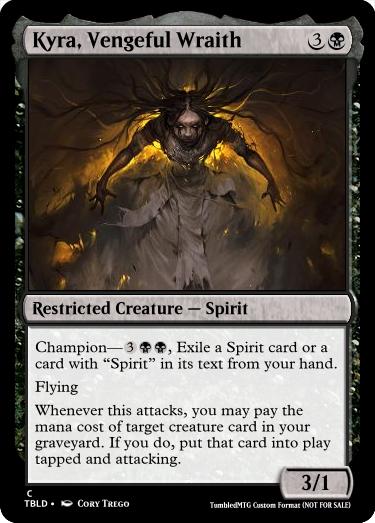 Kyra, Vengeful Wraith 3
Restricted Creature — Spirit
Champion—3, Exile a Spirit card or a
card with “Spirit” in its text from your hand.
Flying
Whenever this attacks, you may pay the
mana cost of target creature card in your
graveyard. If you do, put that card into play
tapped and attacking.
3/1
C
TBLD • Cory Trego
TumbledMTG Custom Format (NOT FOR SALE)